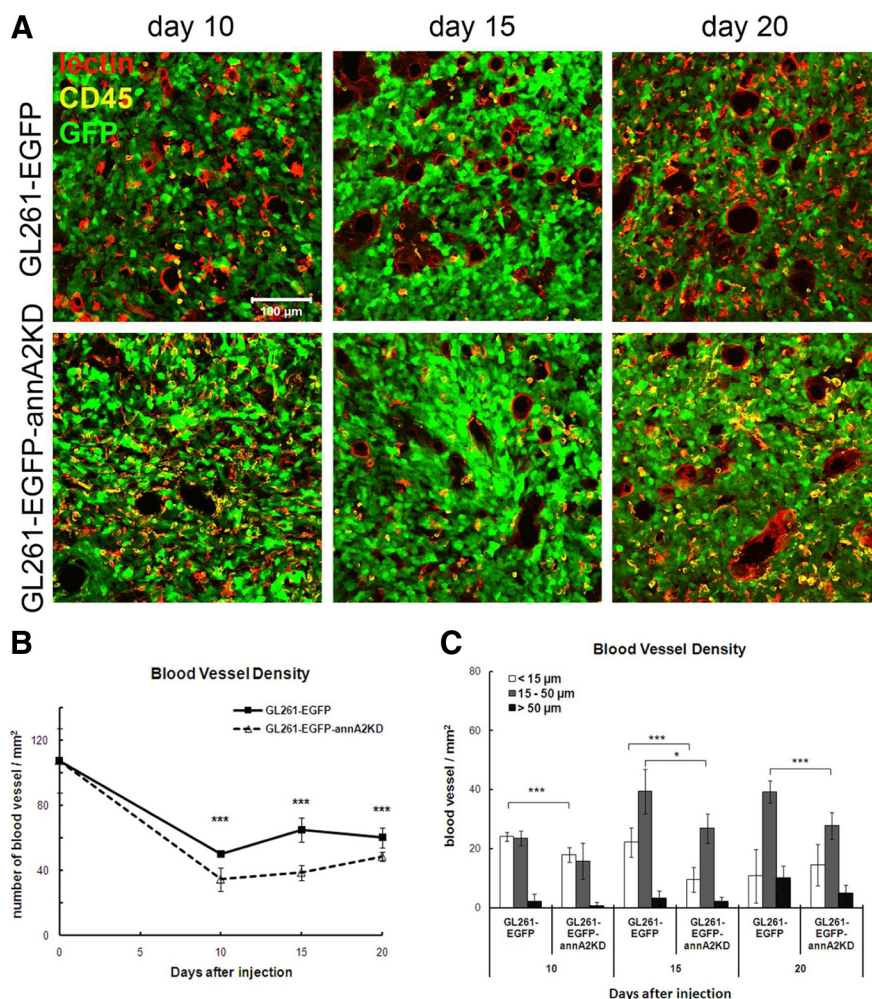 A
day 10 day 15 day 20
GL261-EGFP
lectin
CD45
GFP
100 µm
GL261-EGFP-annA2KD
B
Blood Vessel Density
GL261-EGFP
GL261-EGFP-annA2KD
number of blood vessel / mm²
120
80
40
0
*** *** ***
0 5 10 15 20
Days after injection
C
Blood Vessel Density
< 15 µm
15 - 50 µm
> 50 µm
blood vessel / mm²
80
60
40
20
0
***
***
*
***
GL261- GL261- GL261- GL261- GL261- GL261-
EGFP EGFP- EGFP EGFP- EGFP EGFP-
annA2KD annA2KD annA2KD
10 15 20
Days after injection